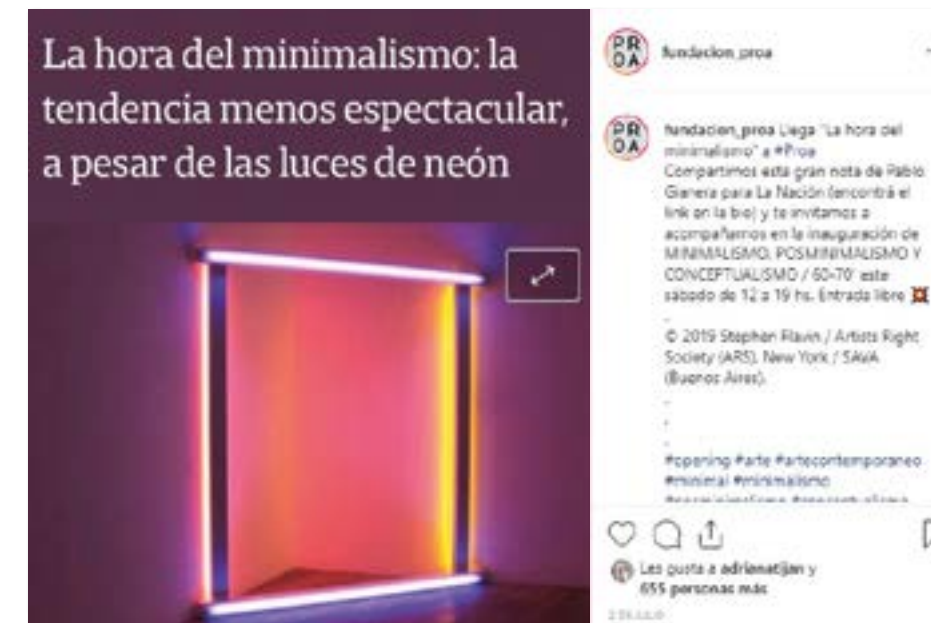 La hora del minimalismo: la
tendencia menos espectacular,
a pesar de las luces de neón
PR
OA
fundacion_proa
PR
OA
fundacion_proa Llega "La hora del
minimalismo" a #Proa
Compartimos esta gran nota de Pablo
Gianera para La Nación (encontrá el
link en la bio) y te invitamos a
acompañarnos en la inauguración de
MINIMALISMO, POSMINIMALISMO Y
CONCEPTUALISMO / 60-70' este
sábado de 12 a 19 hs. Entrada libre
.
© 2019 Stephen Flavin / Artists Right
Society (ARS), New York / SAVA
(Buenos Aires).
.
.
.
#opening #arte #artecontemporaneo
#minimal #minimalismo
#posminimalismo #conceptualismo
Les gusta a adrianatijan y
655 personas más